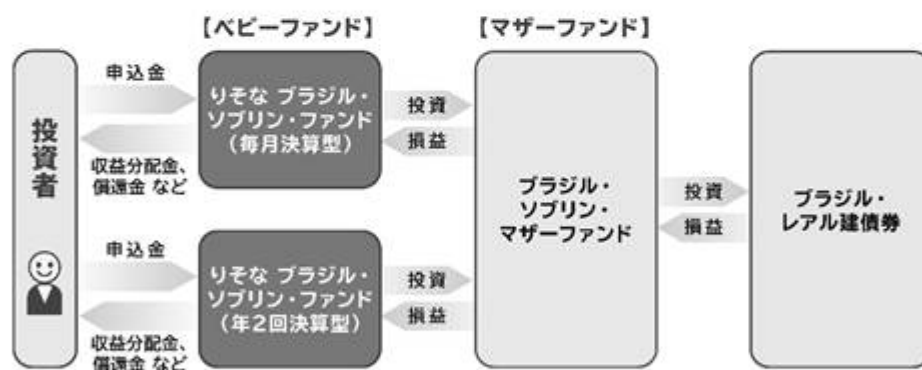 【ベビーファンド】
【マザーファンド】
投資者
申込金
収益分配金、
償還金 など
りそな ブラジル・
ソブリン・ファンド
（毎月決算型）
投資
損益
申込金
収益分配金、
償還金 など
りそな ブラジル・
ソブリン・ファンド
（年2回決算型）
投資
損益
ブラジル・
ソブリン・
マザーファンド
投資
損益
ブラジル・
レアル建債券